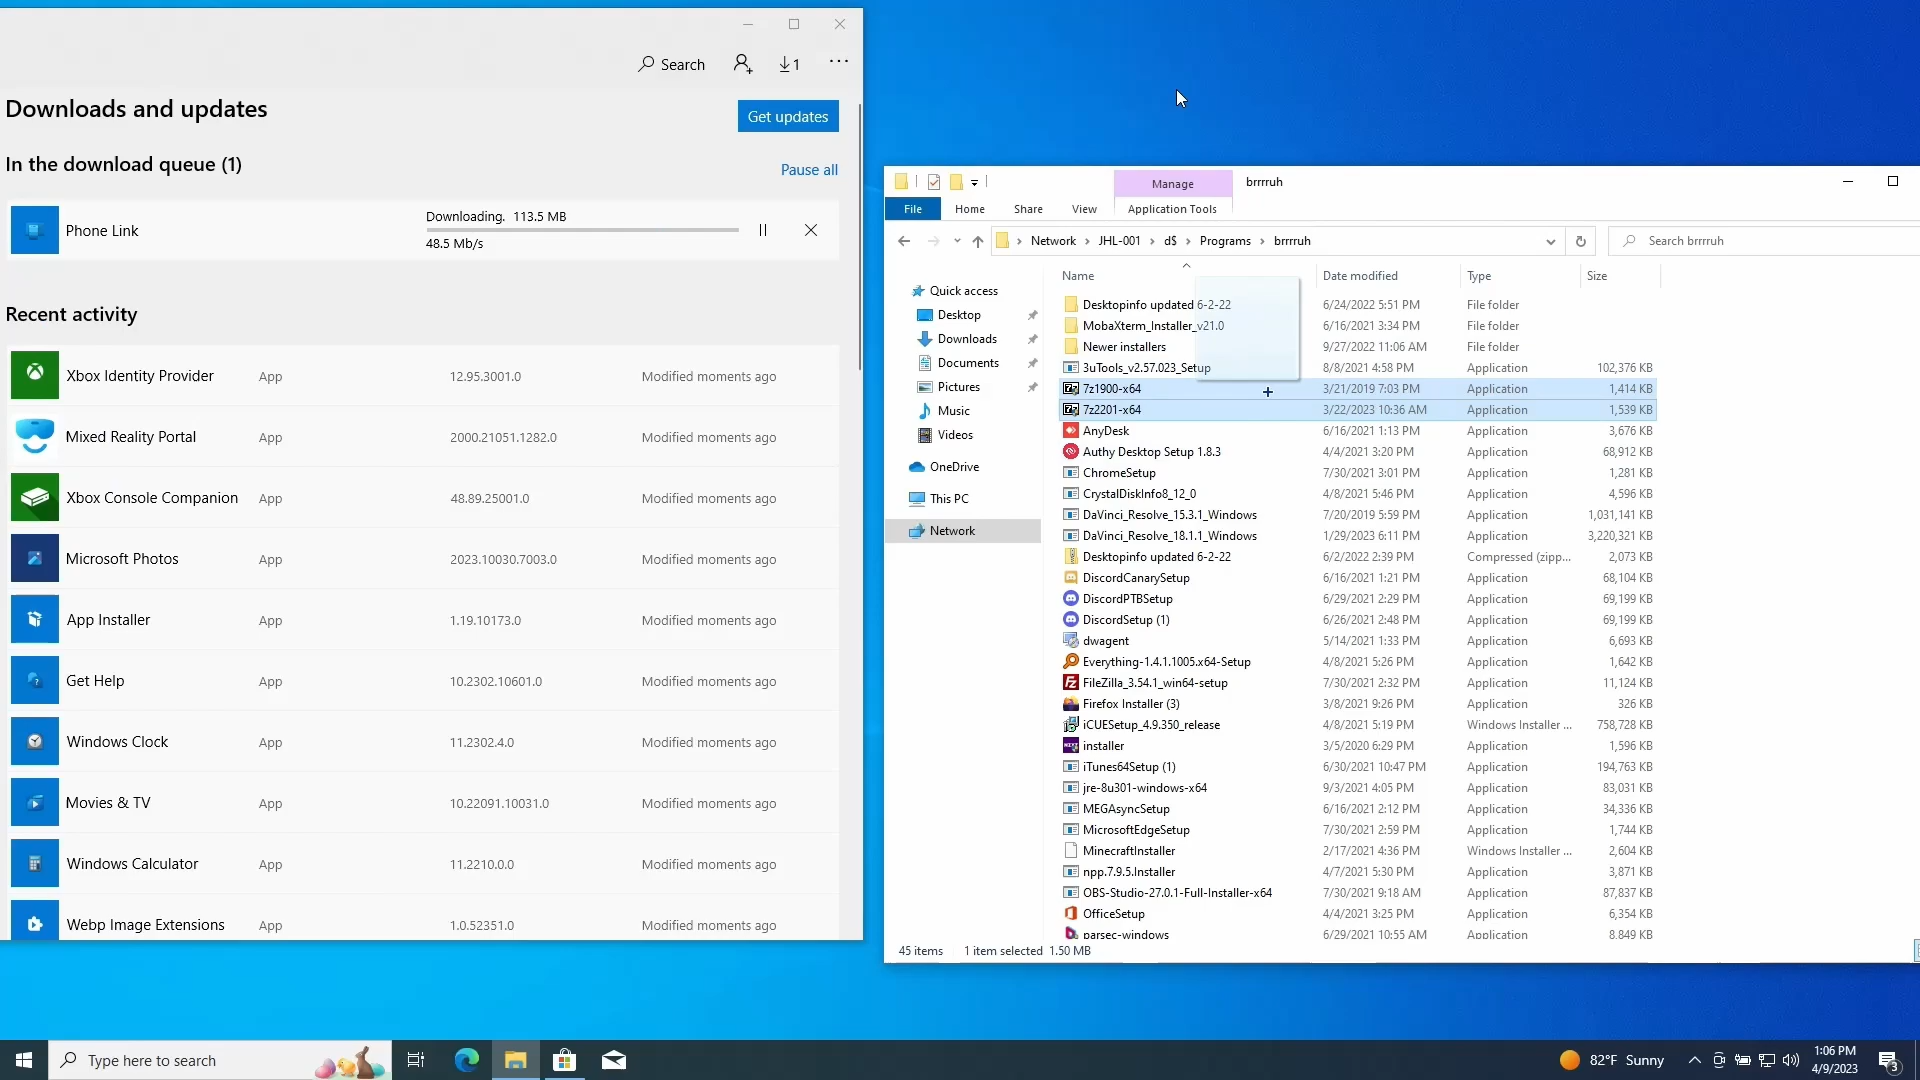 Search
1
Downloads and updates
Get updates
In the download queue (1)
Pause all
Phone Link
Downloading. 113.5 MB
48.5 Mb/s
Recent activity
Xbox Identity Provider App 12.95.3001.0 Modified moments ago
Mixed Reality Portal App 2000.21051.1282.0 Modified moments ago
Xbox Console Companion App 48.89.25001.0 Modified moments ago
Microsoft Photos App 2023.10030.7003.0 Modified moments ago
App Installer App 1.19.10173.0 Modified moments ago
Get Help App 10.2302.10601.0 Modified moments ago
Windows Clock App 11.2302.4.0 Modified moments ago
Movies & TV App 10.22091.10031.0 Modified moments ago
Windows Calculator App 11.2210.0.0 Modified moments ago
Webp Image Extensions App 1.0.52351.0 Modified moments ago
Manage brrrruh
File Home Share View Application Tools
Network JHL-001 d$ Programs brrrruh
Search brrrruh
Name Date modified Type Size
Quick access
Desktop
Downloads
Documents
Pictures
Music
Videos
OneDrive
This PC
Network
Desktopinfo updated 6-2-22 6/24/2022 5:51 PM File folder
MobaXterm_Installer_v21.0 6/16/2021 3:34 PM File folder
Newer installers 9/27/2022 11:06 AM File folder
3uTools_v2.57.023_Setup 8/8/2021 4:58 PM Application 102,376 KB
7z1900-x64 3/21/2019 7:03 PM Application 1,414 KB
7z2201-x64 3/22/2023 10:36 AM Application 1,539 KB
AnyDesk 6/16/2021 1:13 PM Application 3,676 KB
Authy Desktop Setup 1.8.3 4/4/2021 3:20 PM Application 68,912 KB
ChromeSetup 7/30/2021 3:01 PM Application 1,281 KB
CrystalDiskInfo8_12_0 4/8/2021 5:46 PM Application 4,596 KB
DaVinci_Resolve_15.3.1_Windows 7/20/2019 5:59 PM Application 1,031,141 KB
DaVinci_Resolve_18.1.1_Windows 1/29/2023 6:11 PM Application 3,220,321 KB
Desktopinfo updated 6-2-22 6/2/2022 2:39 PM Compressed (zipp... 2,073 KB
DiscordCanarySetup 6/16/2021 1:21 PM Application 68,104 KB
DiscordPTBSetup 6/29/2021 2:29 PM Application 69,199 KB
DiscordSetup (1) 6/26/2021 2:48 PM Application 69,199 KB
dwagent 5/14/2021 1:33 PM Application 6,693 KB
Everything-1.4.1.1005.x64-Setup 4/8/2021 5:26 PM Application 1,642 KB
FileZilla_3.54.1_win64-setup 7/30/2021 2:32 PM Application 11,124 KB
Firefox Installer (3) 3/8/2021 9:26 PM Application 326 KB
iCUESetup_4.9.350_release 4/8/2021 5:19 PM Windows Installer ... 758,728 KB
installer 3/5/2020 6:29 PM Application 1,596 KB
iTunes64Setup (1) 6/30/2021 10:47 PM Application 194,763 KB
jre-8u301-windows-x64 9/3/2021 4:05 PM Application 83,031 KB
MEGAsyncSetup 6/16/2021 2:12 PM Application 34,336 KB
MicrosoftEdgeSetup 7/30/2021 2:59 PM Application 1,744 KB
MinecraftInstaller 2/17/2021 4:36 PM Windows Installer ... 2,604 KB
npp.7.9.5.Installer 4/7/2021 5:30 PM Application 3,871 KB
OBS-Studio-27.0.1-Full-Installer-x64 7/30/2021 9:18 AM Application 87,837 KB
OfficeSetup 4/4/2021 3:25 PM Application 6,354 KB
parsec-windows 6/29/2021 10:55 AM Application 8,849 KB
45 items 1 item selected 1.50 MB
Type here to search
82°F Sunny
1:06 PM
4/9/2023
3